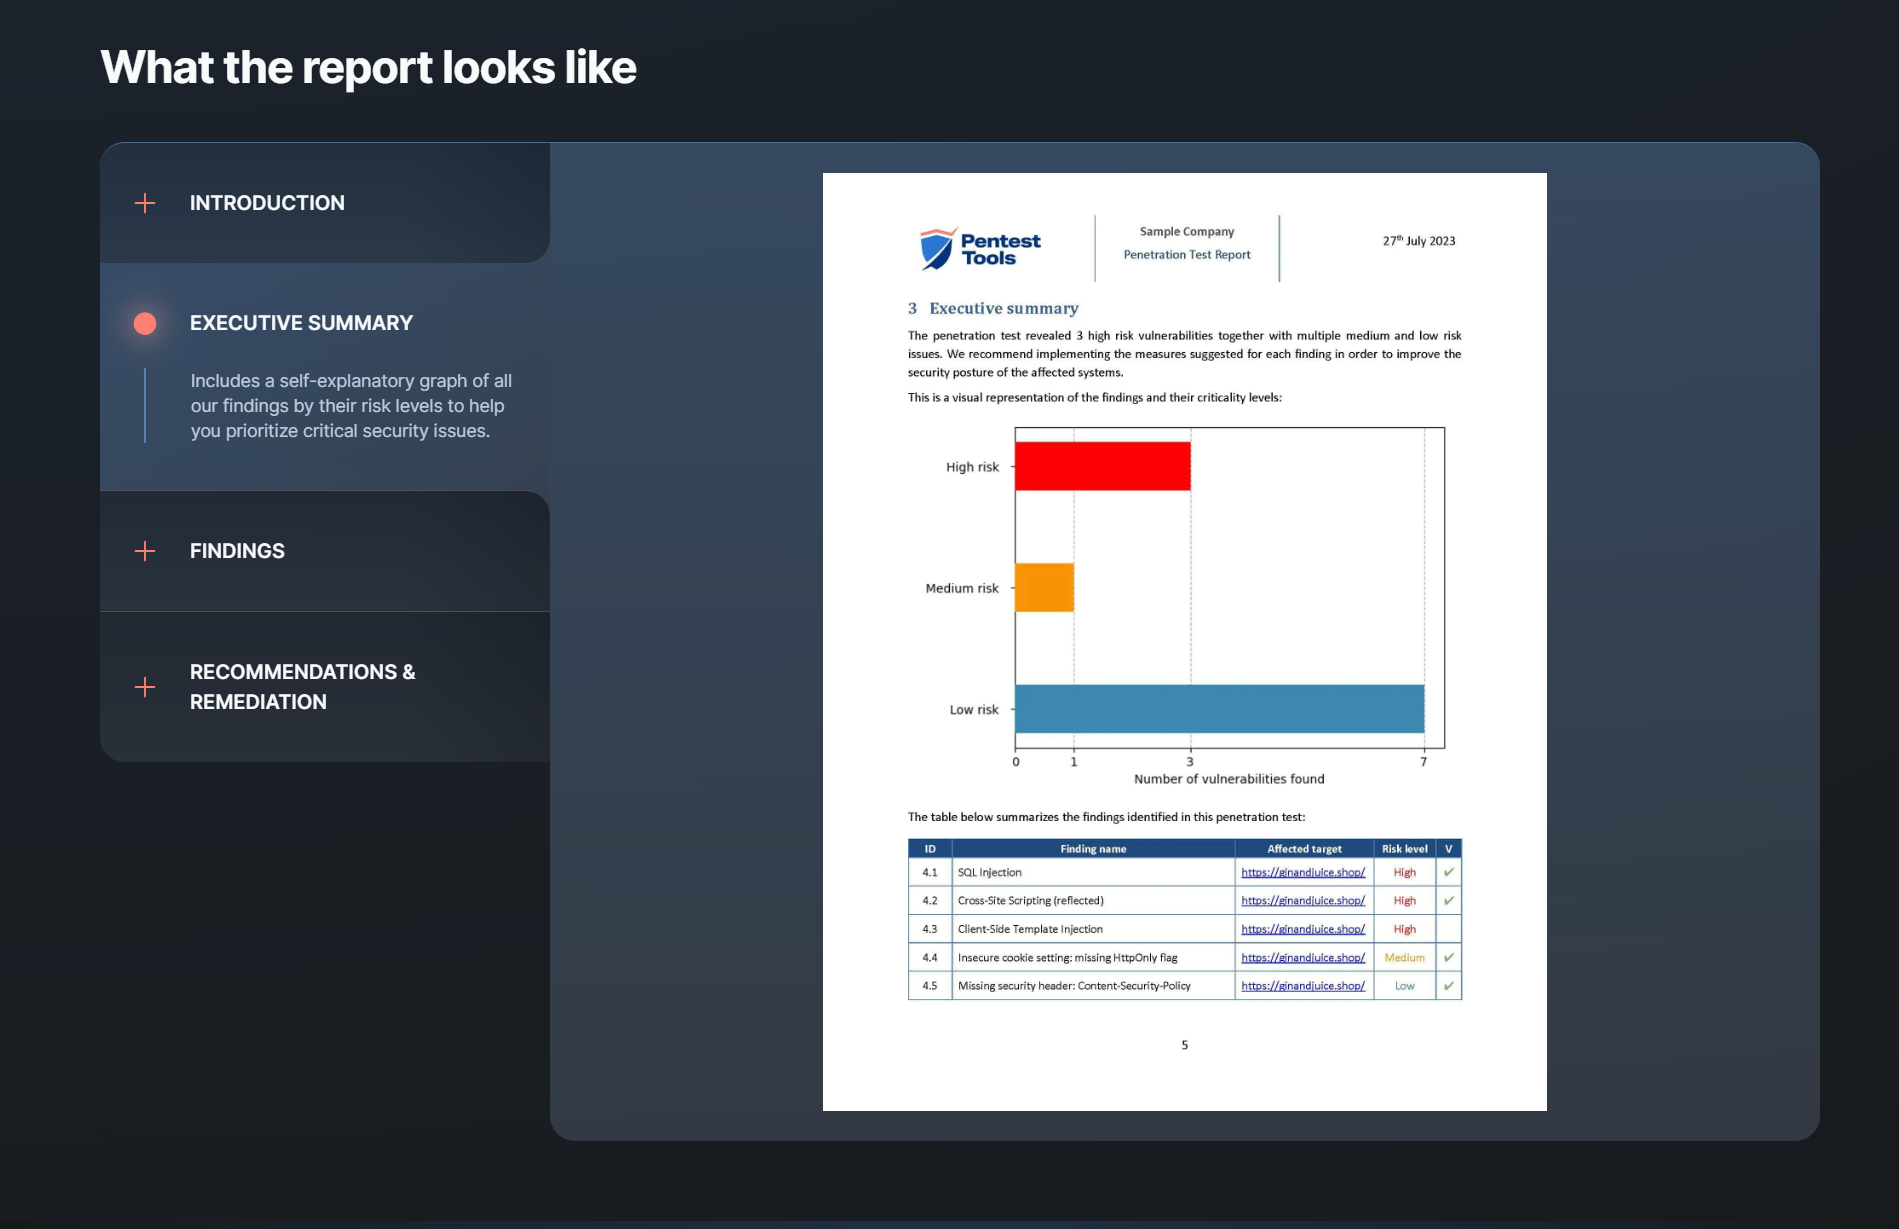 What the report looks like
INTRODUCTION
EXECUTIVE SUMMARY
Includes a self-explanatory graph of all
our findings by their risk levels to help
you prioritize critical security issues.
FINDINGS
RECOMMENDATIONS &
REMEDIATION
Pentest
Tools
Sample Company
Penetration Test Report
27th July 2023
3 Executive summary
The penetration test revealed 3 high risk vulnerabilities together with multiple medium and low risk
issues. We recommend implementing the measures suggested for each finding in order to improve the
security posture of the affected systems.
This is a visual representation of the findings and their criticality levels:
High risk
Medium risk
Low risk
0 1 3 7
Number of vulnerabilities found
The table below summarizes the findings identified in this penetration test:
ID Finding name Affected target Risk level V
4.1 SQL Injection https://ginandjuice.shop/ High ✓
4.2 Cross-Site Scripting (reflected) https://ginandjuice.shop/ High ✓
4.3 Client-Side Template Injection https://ginandjuice.shop/ High
4.4 Insecure cookie setting: missing HttpOnly flag https://ginandjuice.shop/ Medium ✓
4.5 Missing security header: Content-Security-Policy https://ginandjuice.shop/ Low ✓
5